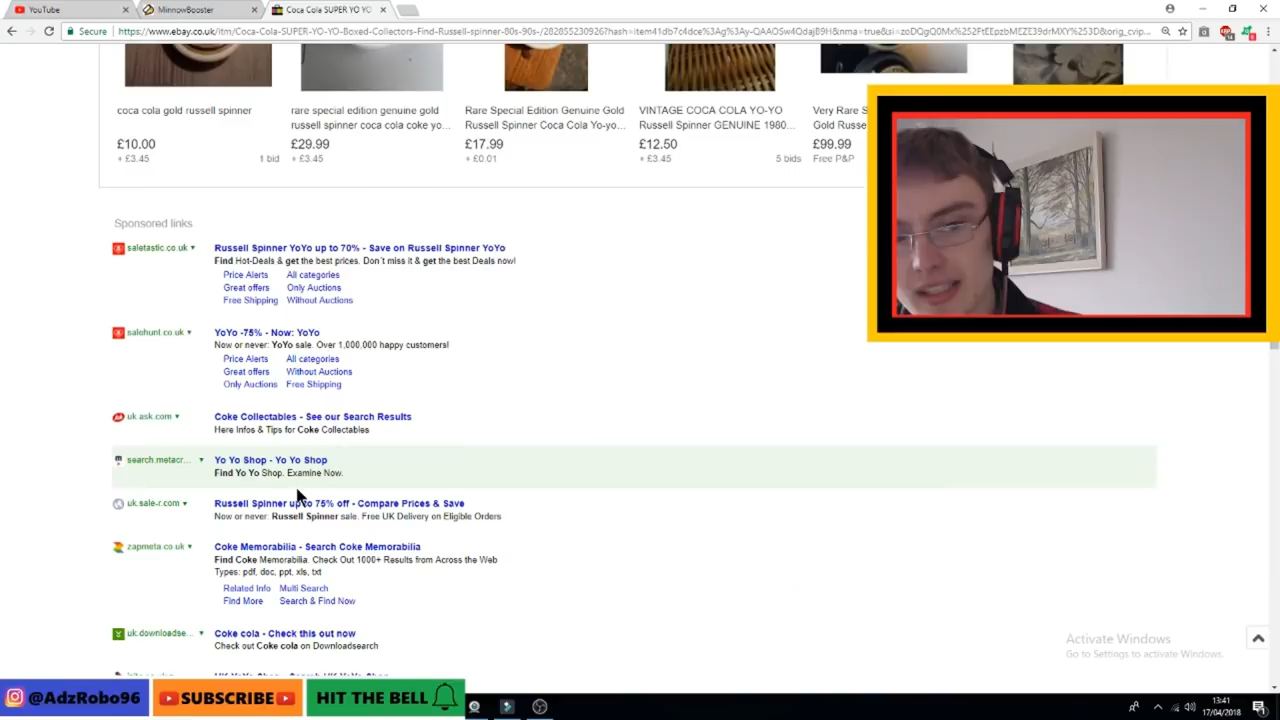 YouTube
MinnowBooster
Coca Cola SUPER YO YO
Secure
coca cola gold russell spinner
£10.00
+ £3.45
1 bid
rare special edition genuine gold
russell spinner coca cola coke yo...
£29.99
+ £3.45
Rare Special Edition Genuine Gold
Russell Spinner Coca Cola Yo-yo...
£17.99
+ £0.01
VINTAGE COCA COLA YO-YO
Russell Spinner GENUINE 1980...
£12.50
+ £3.45
5 bids
Very Rare S
Gold Russe
£99.99
Free P&P
Sponsored links
saletastic.co.uk
Russell Spinner YoYo up to 70% - Save on Russell Spinner YoYo
Find Hot-Deals & get the best prices. Don´t miss it & get the best Deals now!
Price Alerts All categories
Great offers Only Auctions
Free Shipping Without Auctions
salehunt.co.uk
YoYo -75% - Now: YoYo
Now or never: YoYo sale. Over 1,000,000 happy customers!
Price Alerts All categories
Great offers Without Auctions
Only Auctions Free Shipping
uk.ask.com
Coke Collectables - See our Search Results
Here Infos & Tips for Coke Collectables
search.metacr...
Yo Yo Shop - Yo Yo Shop
Find Yo Yo Shop. Examine Now.
uk.sale-r.com
Russell Spinner up to 75% off - Compare Prices & Save
Now or never: Russell Spinner sale. Free UK Delivery on Eligible Orders
zapmeta.co.uk
Coke Memorabilia - Search Coke Memorabilia
Find Coke Memorabilia. Check Out 1000+ Results from Across the Web
Types: pdf, doc, ppt, xls, txt
Related Info Multi Search
Find More Search & Find Now
uk.downloadse...
Coke cola - Check this out now
Check out Coke cola on Downloadsearch
Activate Windows
Go to Settings to activate Windows.
@AdzRobo96
SUBSCRIBE
HIT THE BELL
13:41
17/04/2018